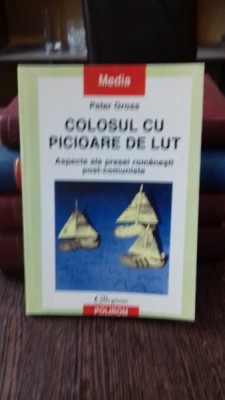 Media
Peter Gross
COLOSUL CU
PICIOARE DE LUT
Aspecte ale presei românești
post-comuniste
Collegium
POLIROM